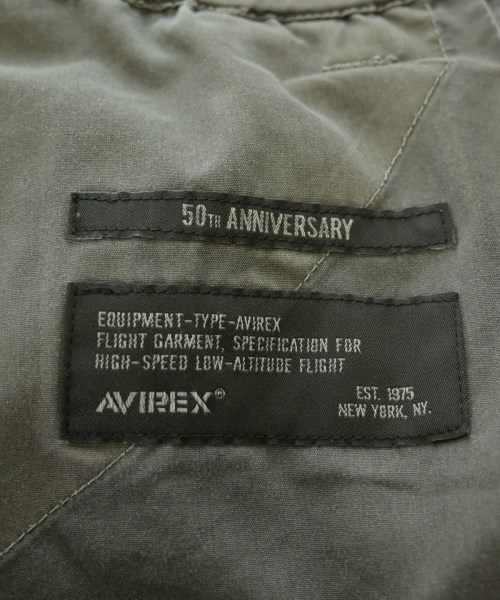 50TH ANNIVERSARY
EQUIPMENT-TYPE-AVIREX
FLIGHT GARMENT, SPECIFICATION FOR
HIGH-SPEED LOW-ALTITUDE FLIGHT
AVIREX®
EST. 1975
NEW YORK, NY.